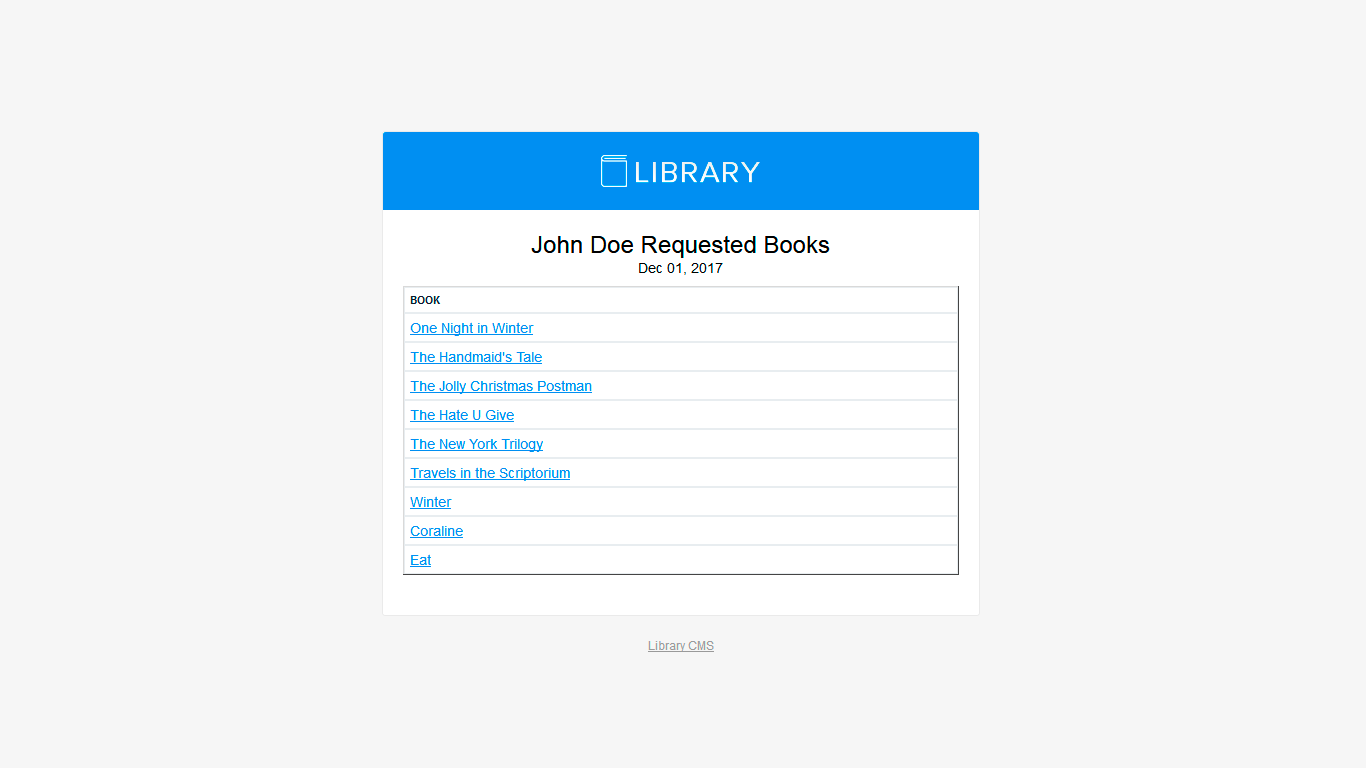 LIBRARY
John Doe Requested Books
Dec 01, 2017
BOOK
One Night in Winter
The Handmaid's Tale
The Jolly Christmas Postman
The Hate U Give
The New York Trilogy
Travels in the Scriptorium
Winter
Coraline
Eat
Library CMS